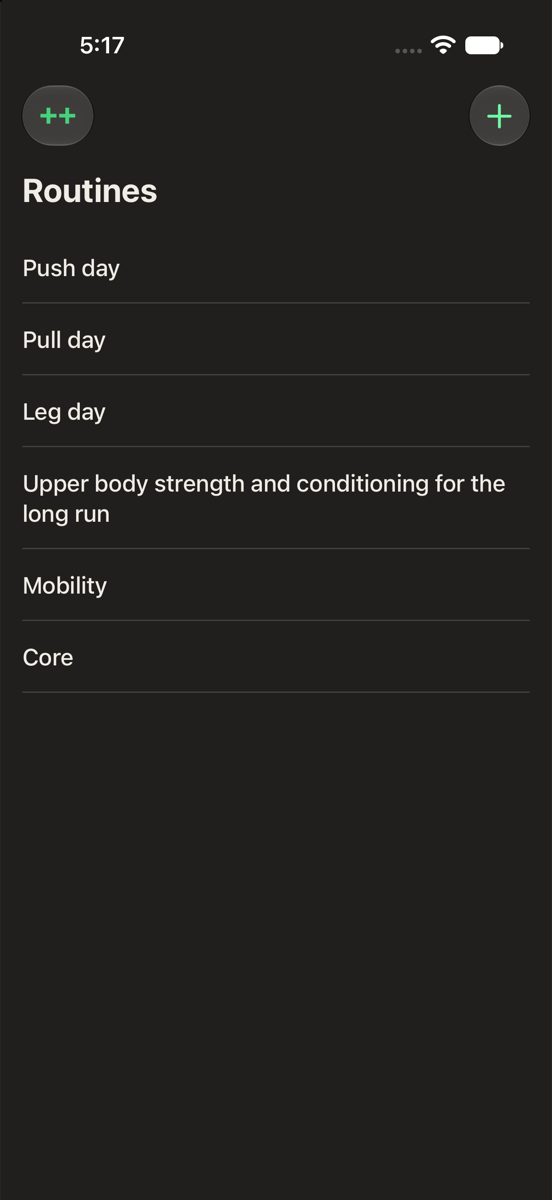 5:17
++
+
Routines
Push day
Pull day
Leg day
Upper body strength and conditioning for the
long run
Mobility
Core